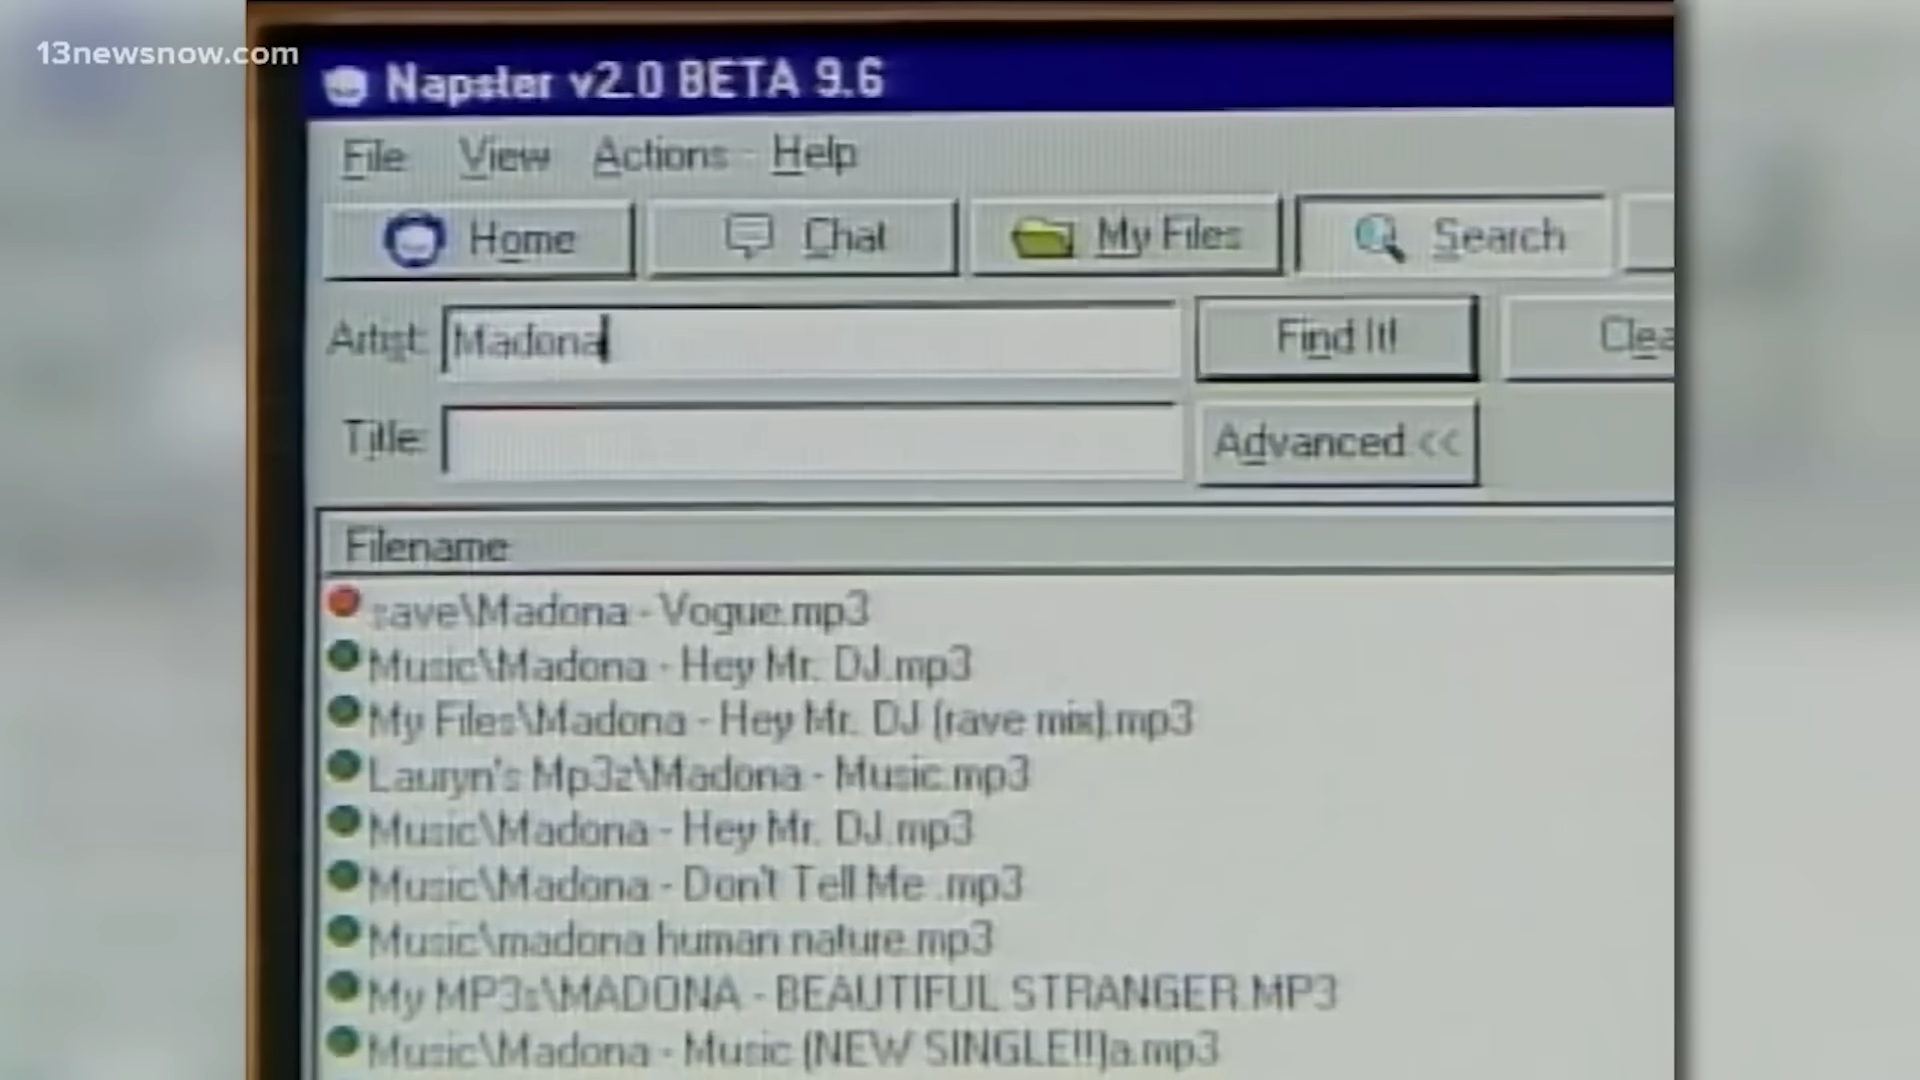 13newsnow.com
Napster v2.0 BETA 9.6
File View Actions Help
Home Chat My Files Search
Artist: Madona Find It! Clea
Title: Advanced <<
Filename
save\Madona - Vogue.mp3
Music\Madona - Hey Mr. DJ.mp3
My Files\Madona - Hey Mr. DJ (rave mix).mp3
Lauryn's Mp3z\Madona - Music.mp3
Music\Madona - Hey Mr. DJ.mp3
Music\Madona - Don't Tell Me .mp3
Music\madona human nature.mp3
My MP3s\MADONA - BEAUTIFUL STRANGER.MP3
Music\Madona - Music (NEW SINGLE!!!)a.mp3